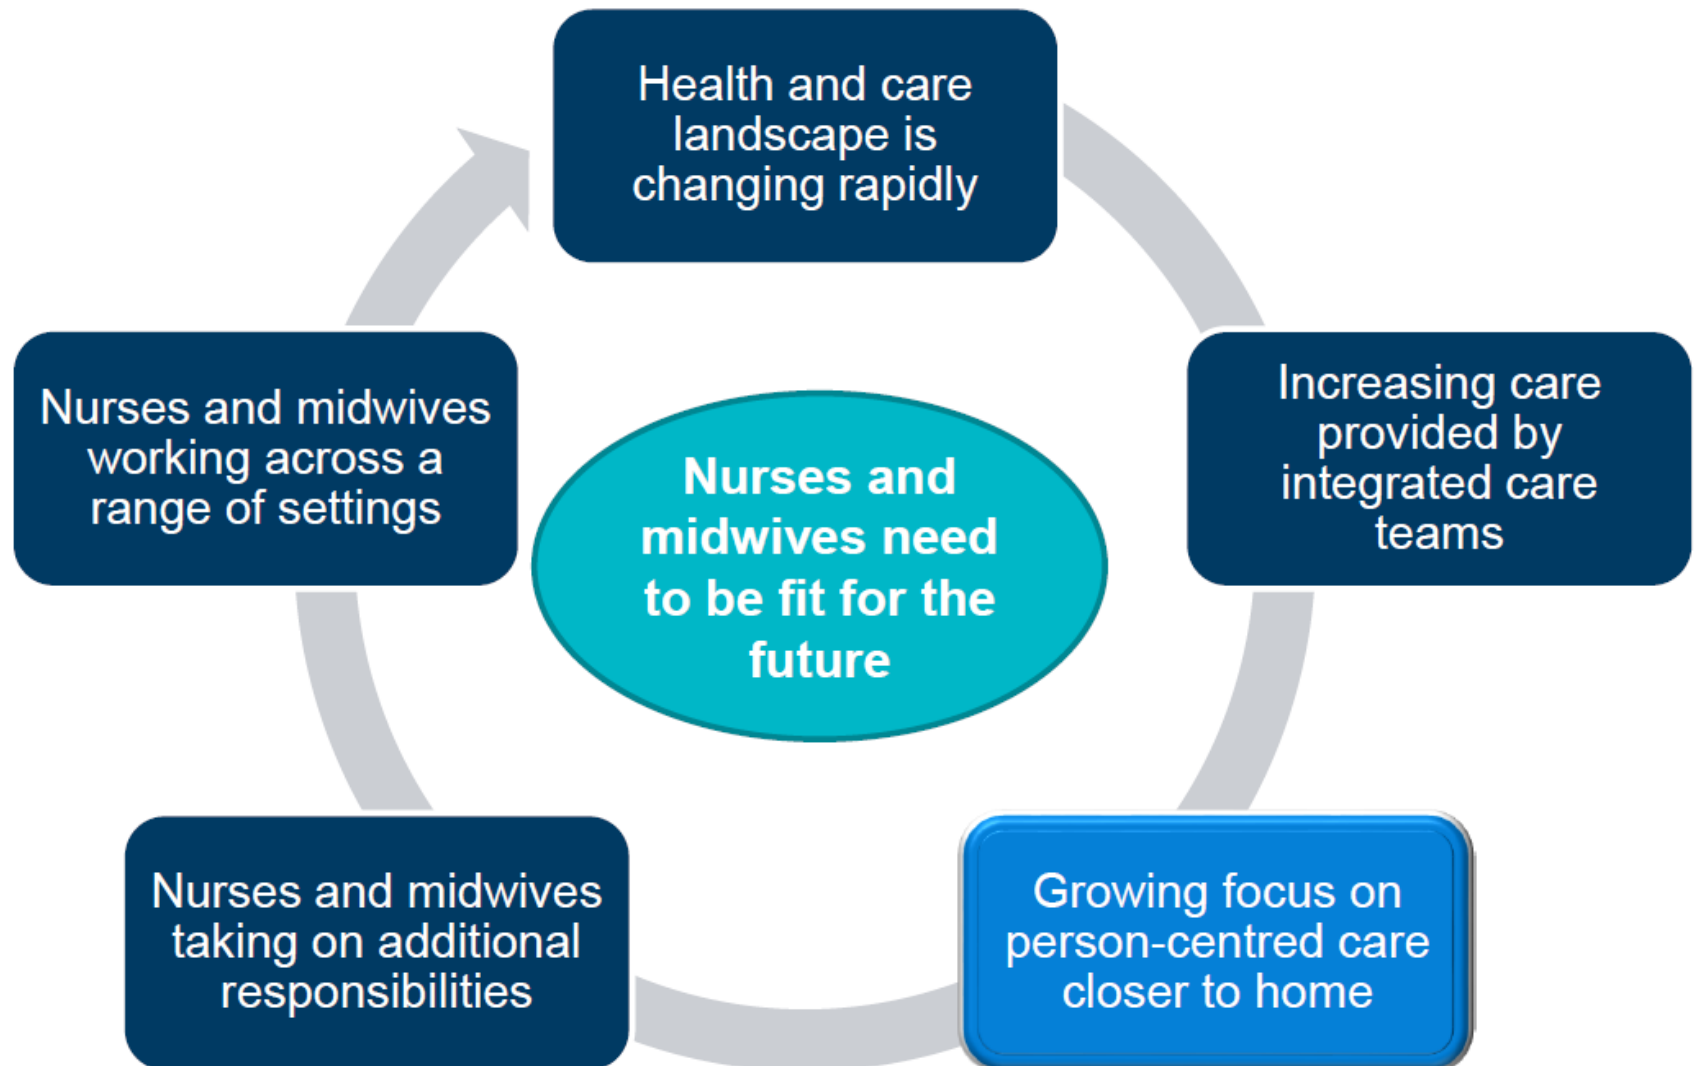 Health and care
landscape is
changing rapidly
Increasing care
provided by
integrated care
teams
Growing focus on
person-centred care
closer to home
Nurses and midwives
taking on additional
responsibilities
Nurses and midwives
working across a
range of settings
Nurses and
midwives need
to be fit for the
future